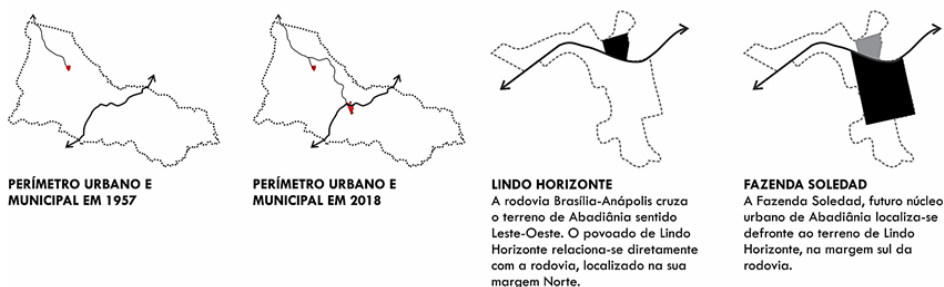 PERÍMETRO URBANO E
MUNICIPAL EM 1957
PERÍMETRO URBANO E
MUNICIPAL EM 2018
LINDO HORIZONTE
A rodovia Brasília-Anápolis cruza
o terreno de Abadiânia sentido
Leste-Oeste. O povoado de Lindo
Horizonte relaciona-se diretamente
com a rodovia, localizado na sua
margem Norte.
FAZENDA SOLEDAD
A Fazenda Soledad, futuro núcleo
urbano de Abadiânia localiza-se
defronte ao terreno de Lindo
Horizonte, na margem sul da
rodovia.